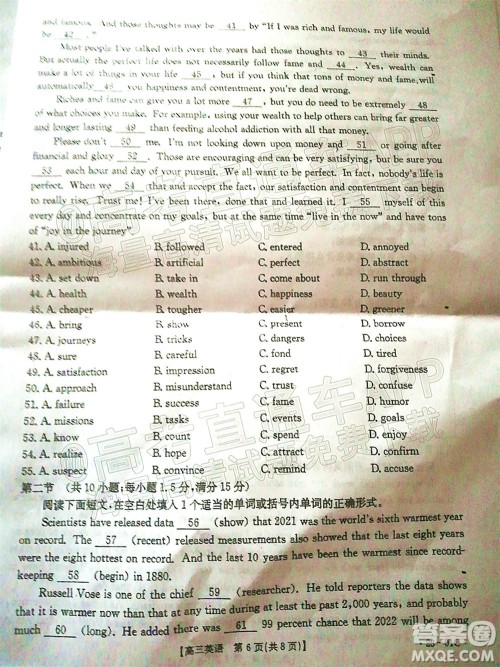 and famous. And those thoughts may be 41 by "If I was rich and famous, my life would
be 42 ."
Most people I've talked with over the years had those thoughts to 43 their minds.
But actually the perfect life does not necessarily follow fame and 44 . Yes, wealth can
make things in your life 45 , but if you think that tons of money and fame will
automatically 46 you happiness and contentment, you're dead wrong.
Riches and fame can give you a lot more 47 , but you do need to be extremely 48
of what choices you make. For example, using your wealth to help others can bring far greater
and longer lasting 49 than feeding alcohol addiction with all that money.
Please don't 50 me. I'm not looking down upon money and 51 or going after
financial and glory 52 . Those are encouraging and can be very satisfying, but be sure you
53 each hour and day of your pursuit. We all want to be perfect. In fact, nobody's life is
perfect. When we 54 that and accept the fact, our satisfaction and contentment can begin
to really rise. Trust me! I've been there, done that and learned. I 55 myself of this
every day and concentrate on my goals, but at the same time "live in the now" and have tons
of "joy in the journey".
41. A. injured B. followed C. entered D. annoyed
42. A. ambitious B. artificial C. perfect D. abstract
43. A. set down B. take in C. come about D. run through
44. A. health B. wealth C. happiness D. beauty
45. A. cheaper B. tougher C. easier D. greener
46. A. bring B. show C. present D. borrow
47. A. journeys B. tricks C. dangers D. choices
48. A. sure B. careful C. fond D. tired
49. A. satisfaction B. impression C. regret D. forgiveness
50. A. approach B. misunderstand C. trust D. confuse
51. A. failure B. success C. fame D. humor
52. A. missions B. tasks C. events D. goals
53. A. know B. count C. spend D. enjoy
54. A. realize B. hope C. admit D. value
55. A. suspect B. convince C. remind D. accuse
第二节 (共10小题;每小题1.5分,满分15分)
阅读下面短文,在空白处填入1个适当的单词或括号内单词的正确形式。
Scientists have released data 56 (show) that 2021 was the world's sixth warmest year
on record. The 57 (recent) released measurements also showed that the last eight years
were the eight hottest on record. And the last 10 years have been the warmest since record-
keeping 58 (begin) in 1880.
Russell Vose is one of the chief 59 (researcher). He told reporters the data shows
that it is warmer now than that at any time during at least the past 2,000 years, and probably
much 60 (long). He added there was 61 99 percent chance that 2022 will be among
【高三英语 第6页(共8页)】